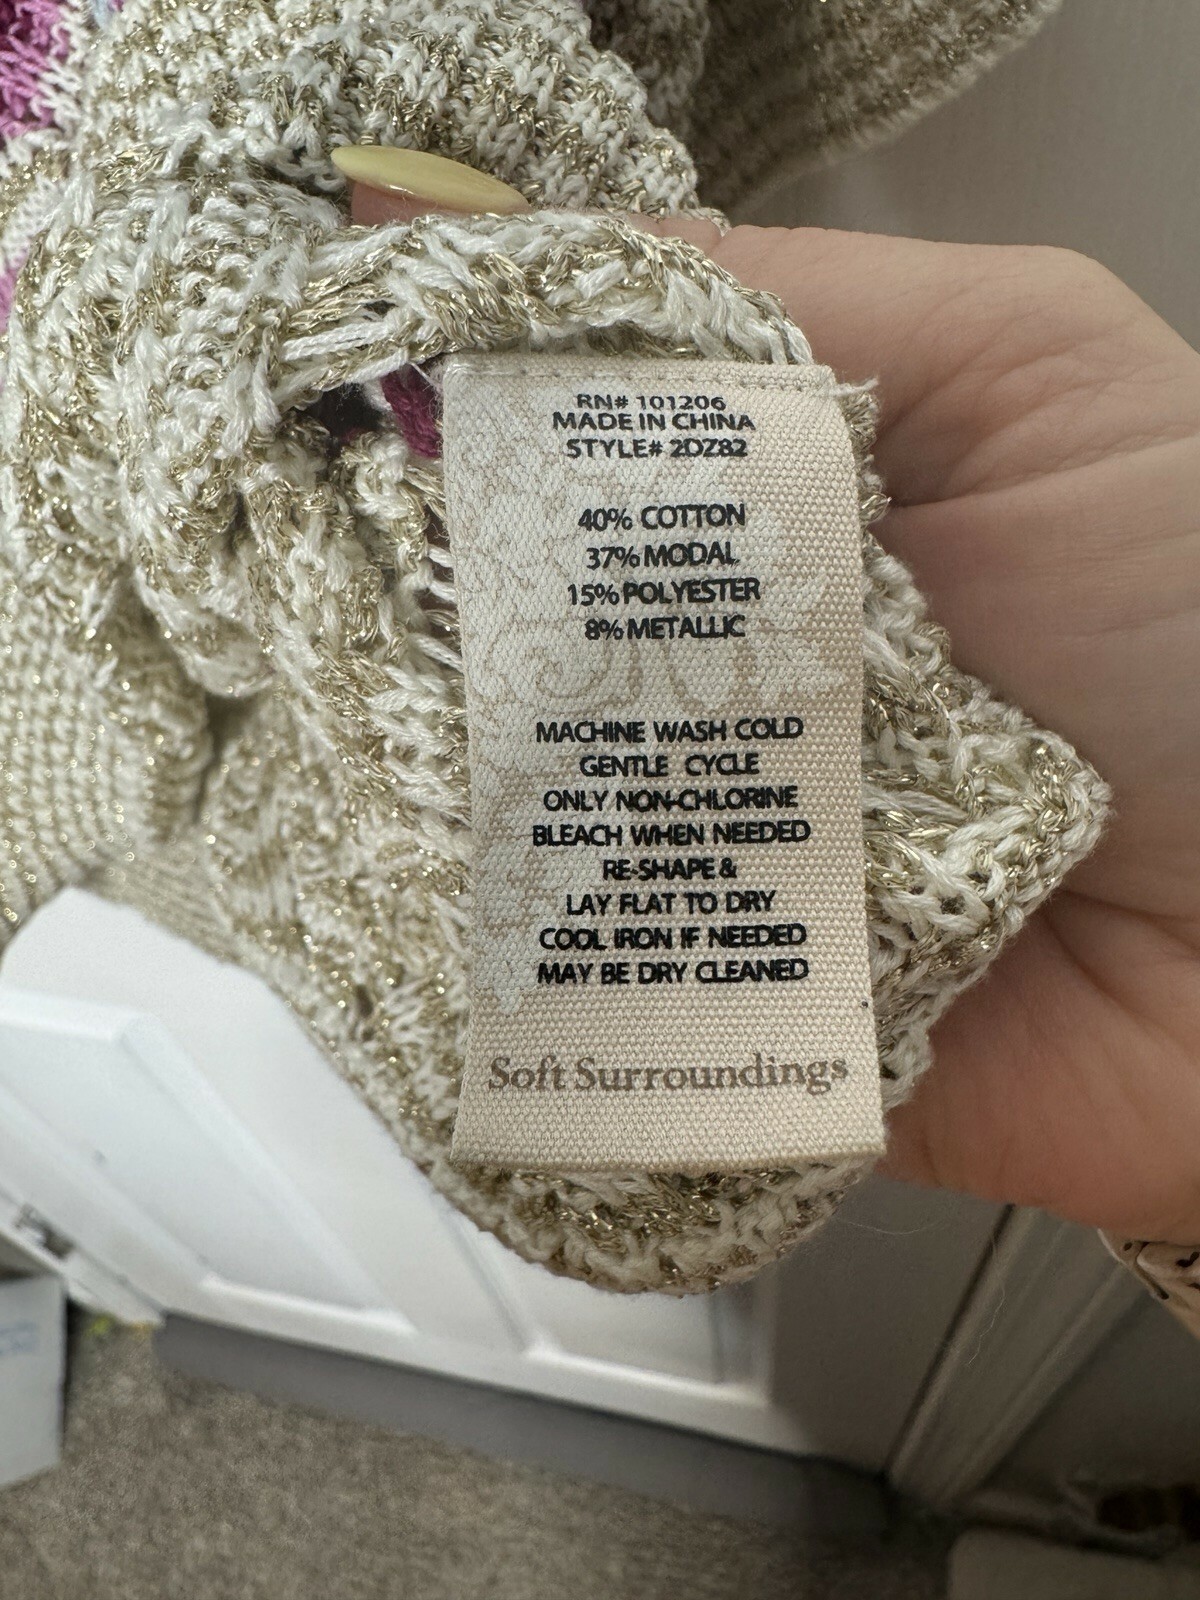 RN# 101206
MADE IN CHINA
STYLE# 2DZ82
40% COTTON
37% MODAL
15% POLYESTER
8% METALLIC
MACHINE WASH COLD
GENTLE CYCLE
ONLY NON-CHLORINE
BLEACH WHEN NEEDED
RE-SHAPE &
LAY FLAT TO DRY
COOL IRON IF NEEDED
MAY BE DRY CLEANED
Soft Surroundings